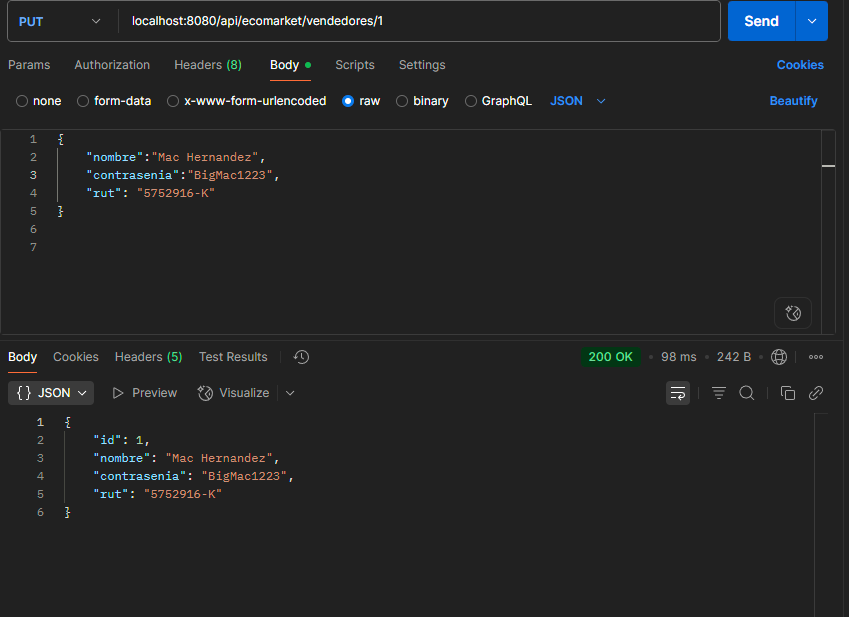 PUT localhost:8080/api/ecomarket/vendedores/1 Send
Params Authorization Headers (8) Body Scripts Settings Cookies
none form-data x-www-form-urlencoded raw binary GraphQL JSON Beautify
1 {
2 "nombre":"Mac Hernandez",
3 "contrasenia":"BigMac1223",
4 "rut": "5752916-K"
5 }
6
7
Body Cookies Headers (5) Test Results 200 OK • 98 ms • 242 B •
{} JSON Preview Visualize
1 {
2 "id": 1,
3 "nombre": "Mac Hernandez",
4 "contrasenia": "BigMac1223",
5 "rut": "5752916-K"
6 }